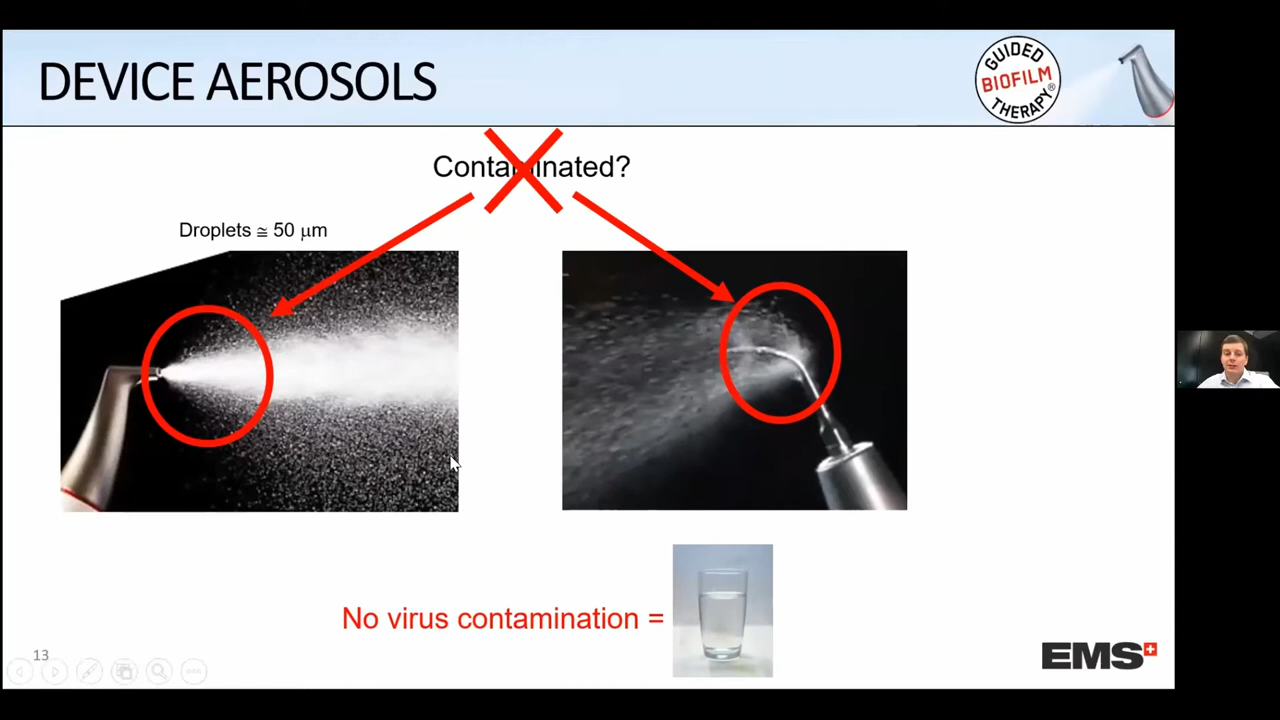 DEVICE AEROSOLS
GUIDED
BIOFILM
THERAPY®
Contaminated?
Droplets ≅ 50 μm
No virus contamination =
13
EMS